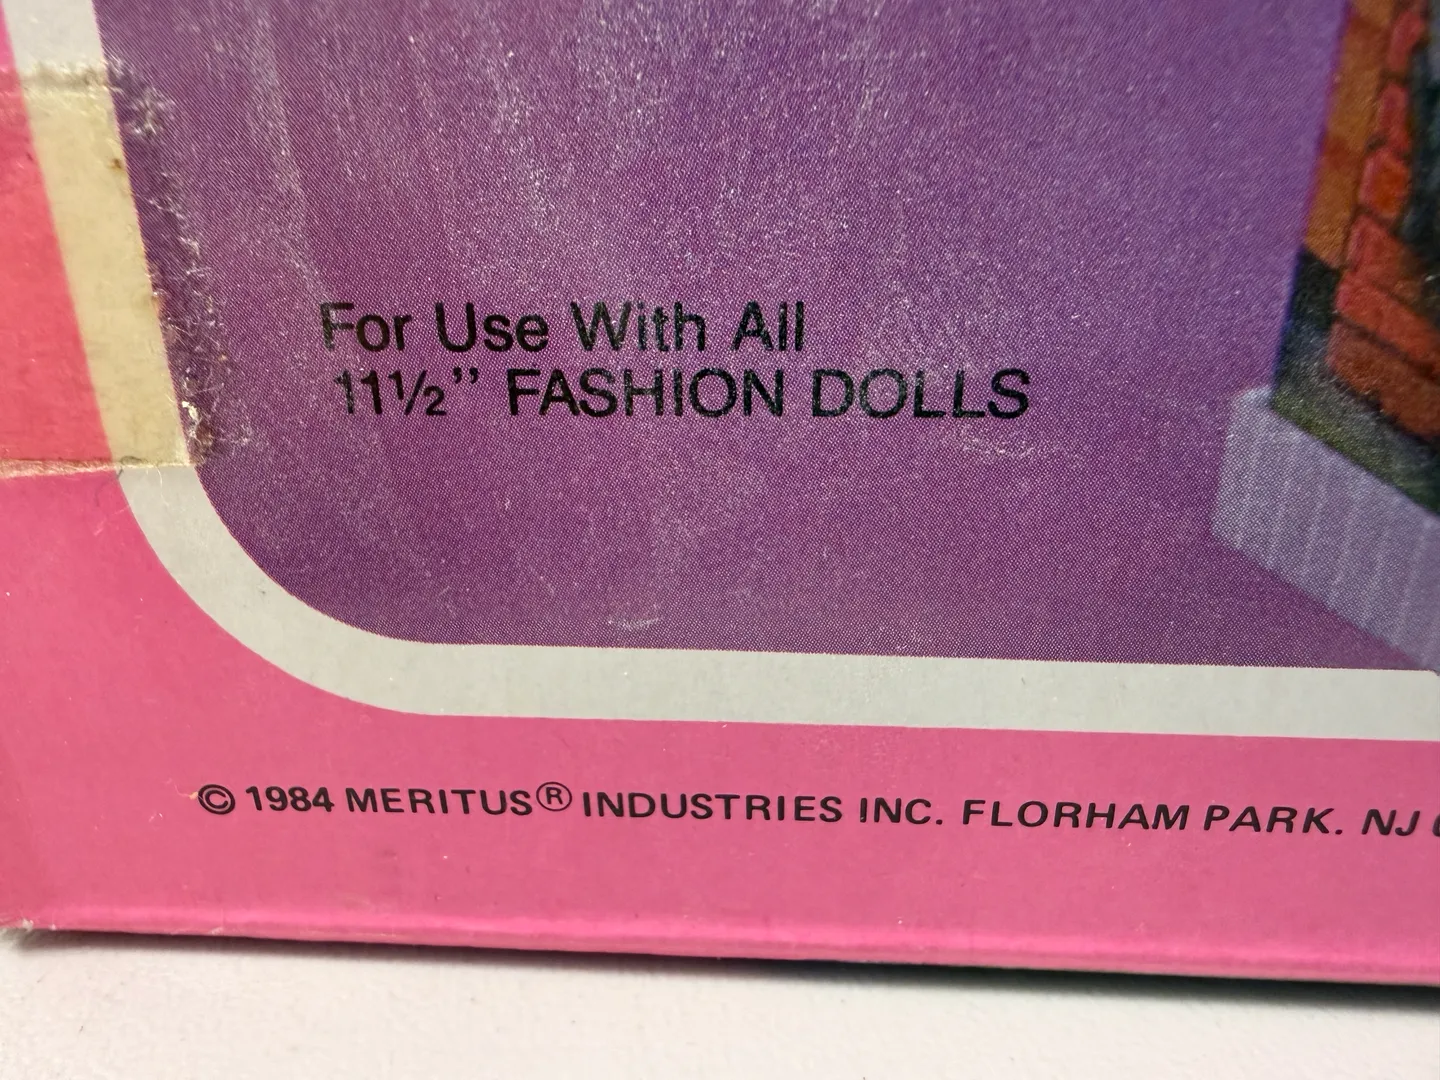 For Use With All
11½" FASHION DOLLS
© 1984 MERITUS® INDUSTRIES INC. FLORHAM PARK. NJ